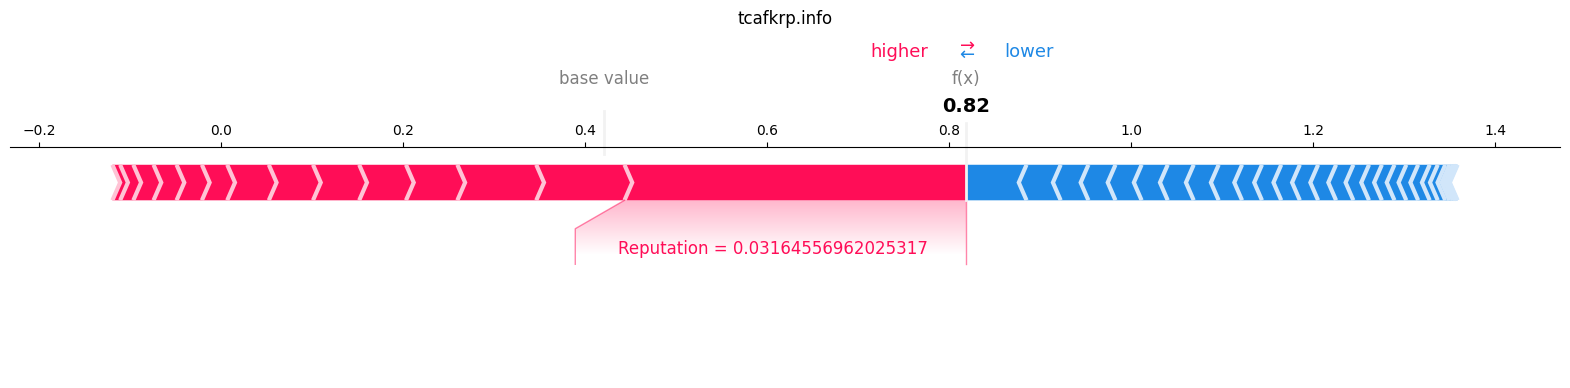 tcafkrp.info
higher ⇄ lower
base value f(x)
0.82
−0.2 0.0 0.2 0.4 0.6 0.8 1.0 1.2 1.4
Reputation = 0.03164556962025317